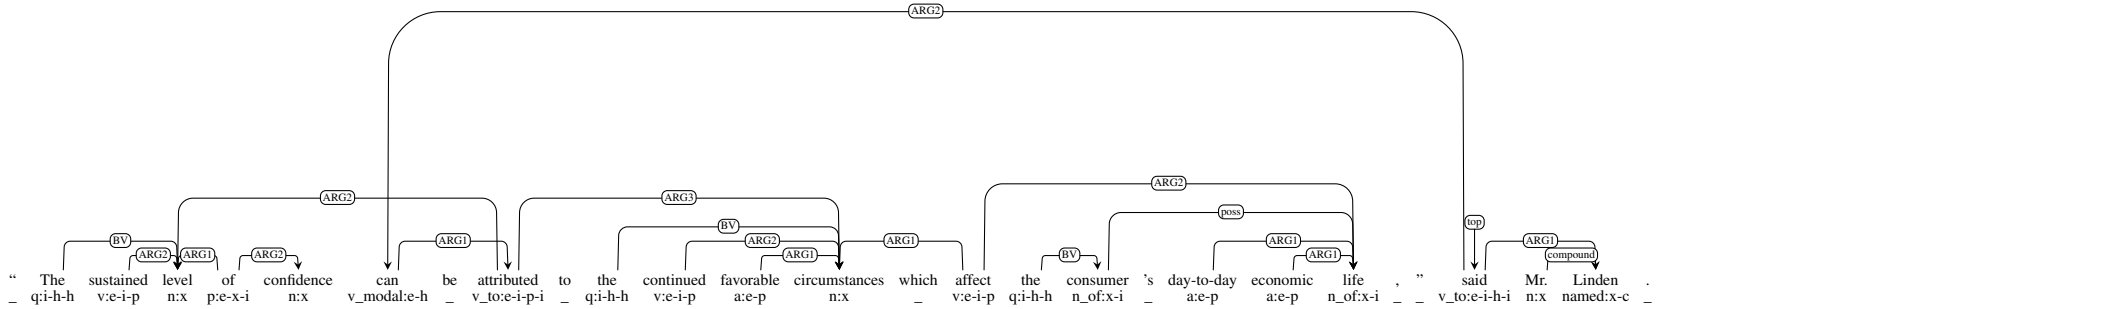 ARG2
ARG2
ARG3
ARG2
BV
poss
top
BV
ARG2
ARG1
ARG1
ARG1
ARG1
ARG2
ARG1
ARG2
ARG1
BV
ARG1
compound
“ The sustained level of confidence can be attributed to the continued favorable circumstances which affect the consumer 's day-to-day economic life , ” said Mr. Linden .
_ q:i-h-h v:e-i-p n:x p:e-x-i n:x v_modal:e-h _ v_to:e-i-p-i _ q:i-h-h v:e-i-p a:e-p n:x _ v:e-i-p q:i-h-h n_of:x-i _ a:e-p a:e-p n_of:x-i _ _ v_to:e-i-h-i n:x named:x-c _